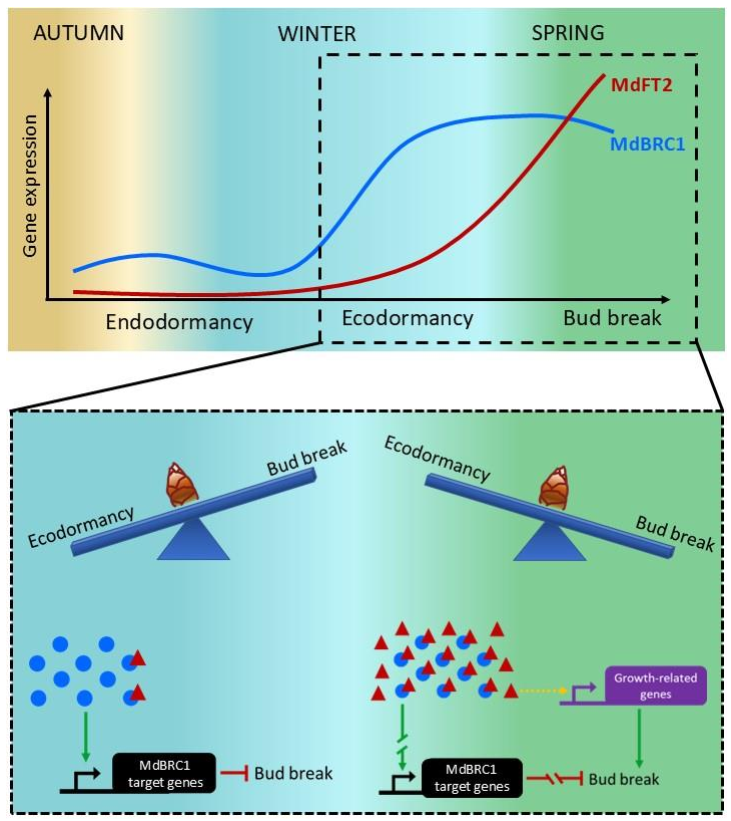 AUTUMN
WINTER
SPRING
MdFT2
MdBRC1
Gene expression
Endodormancy
Ecodormancy
Bud break
Ecodormancy
Bud break
Ecodormancy
Bud break
Growth-related
genes
MdBRC1
target genes
Bud break
MdBRC1
target genes
Bud break